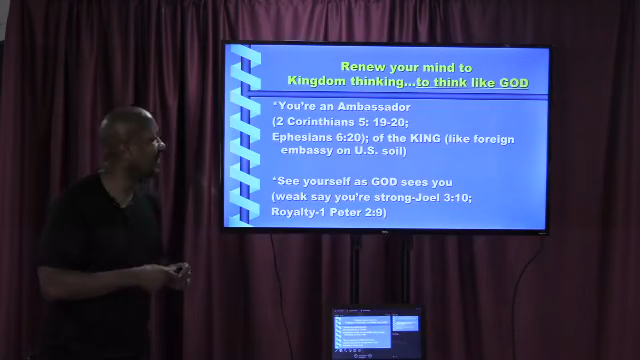 Renew your mind to
Kingdom thinking...to think like GOD
*You're an Ambassador
(2 Corinthians 5: 19-20;
Ephesians 6:20); of the KING (like foreign
embassy on U.S. soil)
*See yourself as GOD sees you
(weak say you're strong-Joel 3:10;
Royalty-1 Peter 2:9)